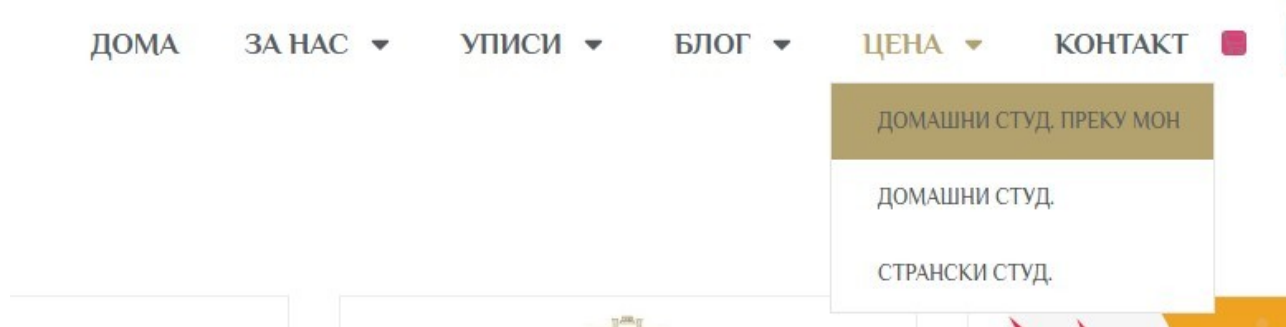 ДОМА ЗА НАС УПИСИ БЛОГ ЦЕНА КОНТАКТ
ДОМАШНИ СТУД. ПРЕКУ МОН
ДОМАШНИ СТУД.
СТРАНСКИ СТУД.